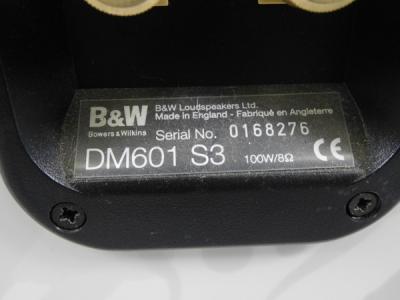 B&W
Bowers & Wilkins
B&W Loudspeakers Ltd.
Made in England - Fabriqué en Angleterre
Serial No. 0168276
DM601 S3 100W/8Ω CE